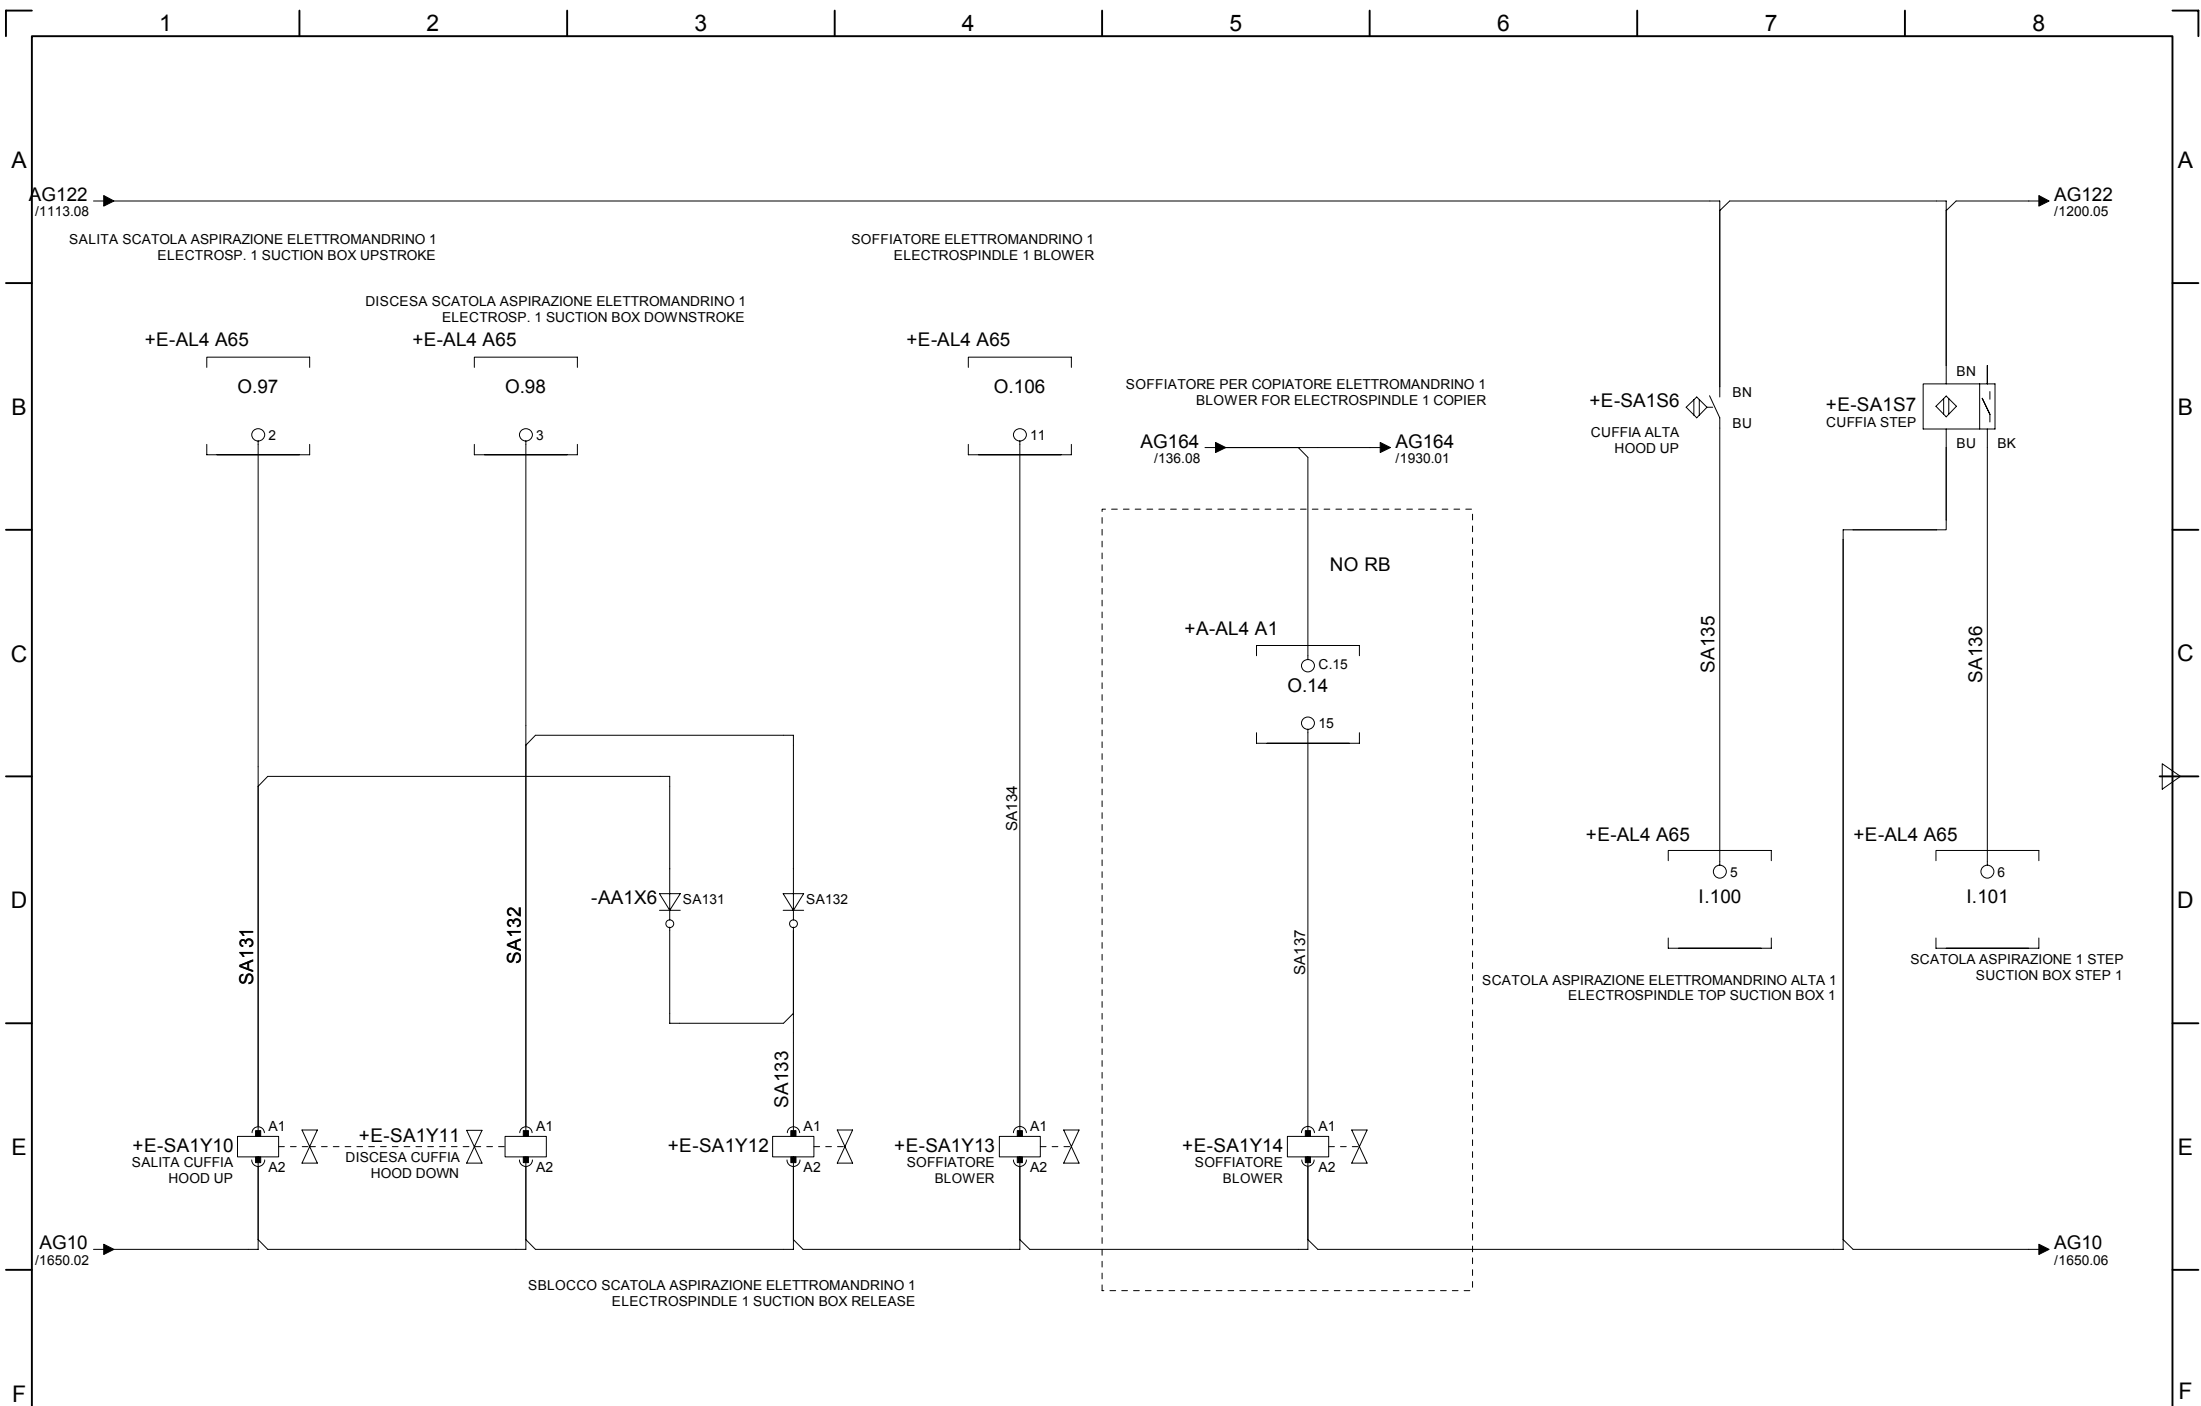 1 2 3 4 5 6 7 8
A A
AG122
/1113.08
AG122
/1200.05
SALITA SCATOLA ASPIRAZIONE ELETTROMANDRINO 1
ELECTROSP. 1 SUCTION BOX UPSTROKE
SOFFIATORE ELETTROMANDRINO 1
ELECTROSPINDLE 1 BLOWER
DISCESA SCATOLA ASPIRAZIONE ELETTROMANDRINO 1
ELECTROSP. 1 SUCTION BOX DOWNSTROKE
+E-AL4 A65
O.97
2
+E-AL4 A65
O.98
3
+E-AL4 A65
O.106
11
SOFFIATORE PER COPIATORE ELETTROMANDRINO 1
BLOWER FOR ELECTROSPINDLE 1 COPIER
AG164
/136.08
AG164
/1930.01
+E-SA1S6
CUFFIA ALTA
HOOD UP
BN
BU
+E-SA1S7
CUFFIA STEP
BN
BU BK
B B
NO RB
+A-AL4 A1
C.15
O.14
15
SA135
SA136
C C
SA134
+E-AL4 A65
5
I.100
+E-AL4 A65
6
I.101
-AA1X6 SA131 SA132
D D
SA131
SA132
SA137
SCATOLA ASPIRAZIONE 1 STEP
SUCTION BOX STEP 1
SCATOLA ASPIRAZIONE ELETTROMANDRINO ALTA 1
ELECTROSPINDLE TOP SUCTION BOX 1
SA133
E E
+E-SA1Y10
SALITA CUFFIA
HOOD UP
A1
A2
+E-SA1Y11
DISCESA CUFFIA
HOOD DOWN
A1
A2
+E-SA1Y12
A1
A2
+E-SA1Y13
SOFFIATORE
BLOWER
A1
A2
+E-SA1Y14
SOFFIATORE
BLOWER
A1
A2
AG10
/1650.02
AG10
/1650.06
SBLOCCO SCATOLA ASPIRAZIONE ELETTROMANDRINO 1
ELECTROSPINDLE 1 SUCTION BOX RELEASE
F F